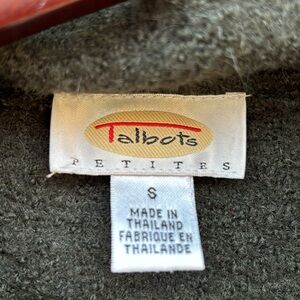 Talbots
PETITES
S
MADE IN
THAILAND
FABRIQUE EN
THAILANDE